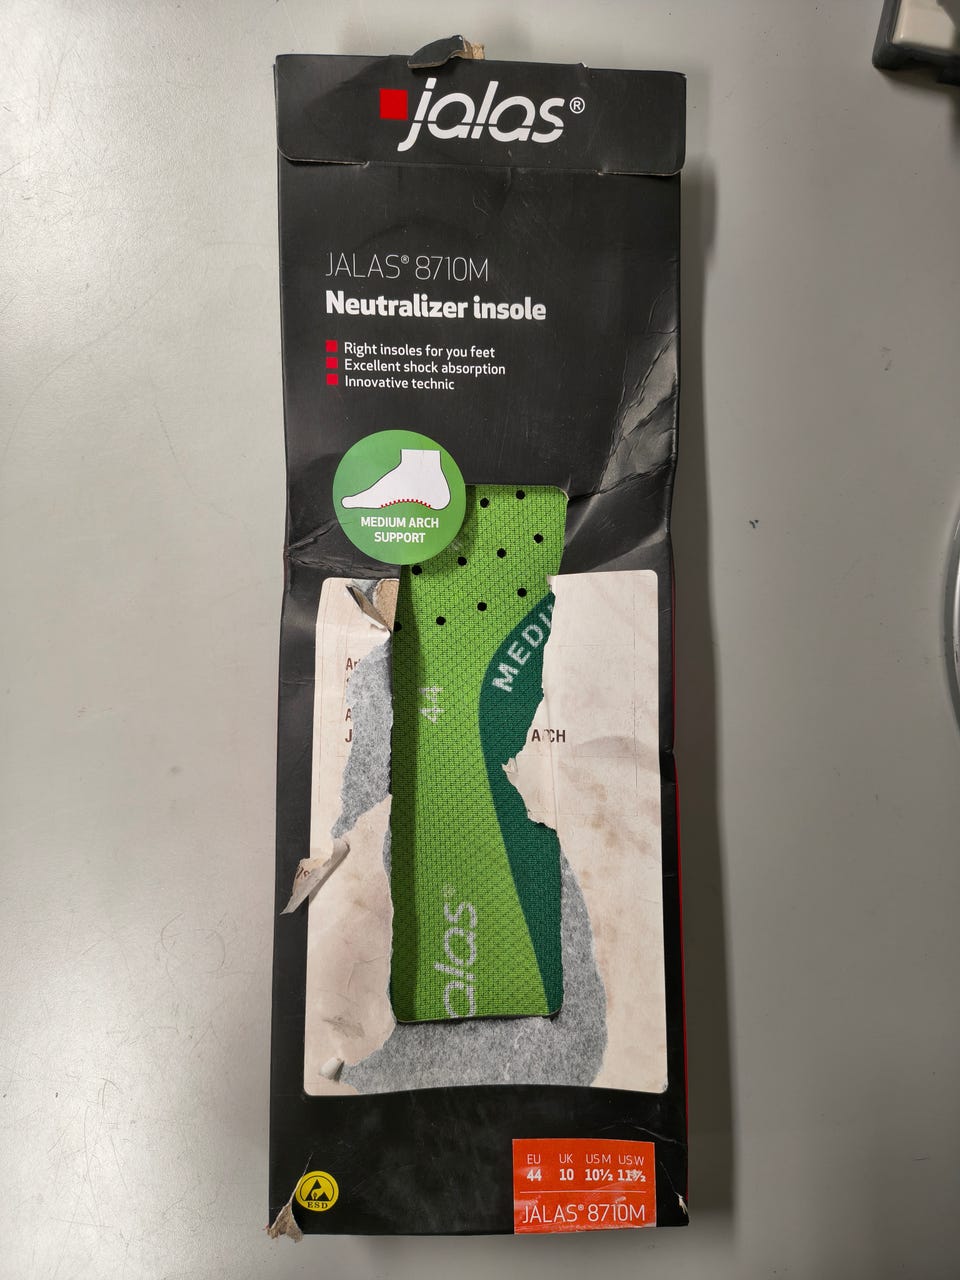 jalas®
JALAS® 8710M
Neutralizer insole
Right insoles for you feet
Excellent shock absorption
Innovative technic
MEDIUM ARCH
SUPPORT
MEDIU
44
J
ARCH
alas®
EU UK US M US W
44 10 10½ 11½
JALAS® 8710M
ESD